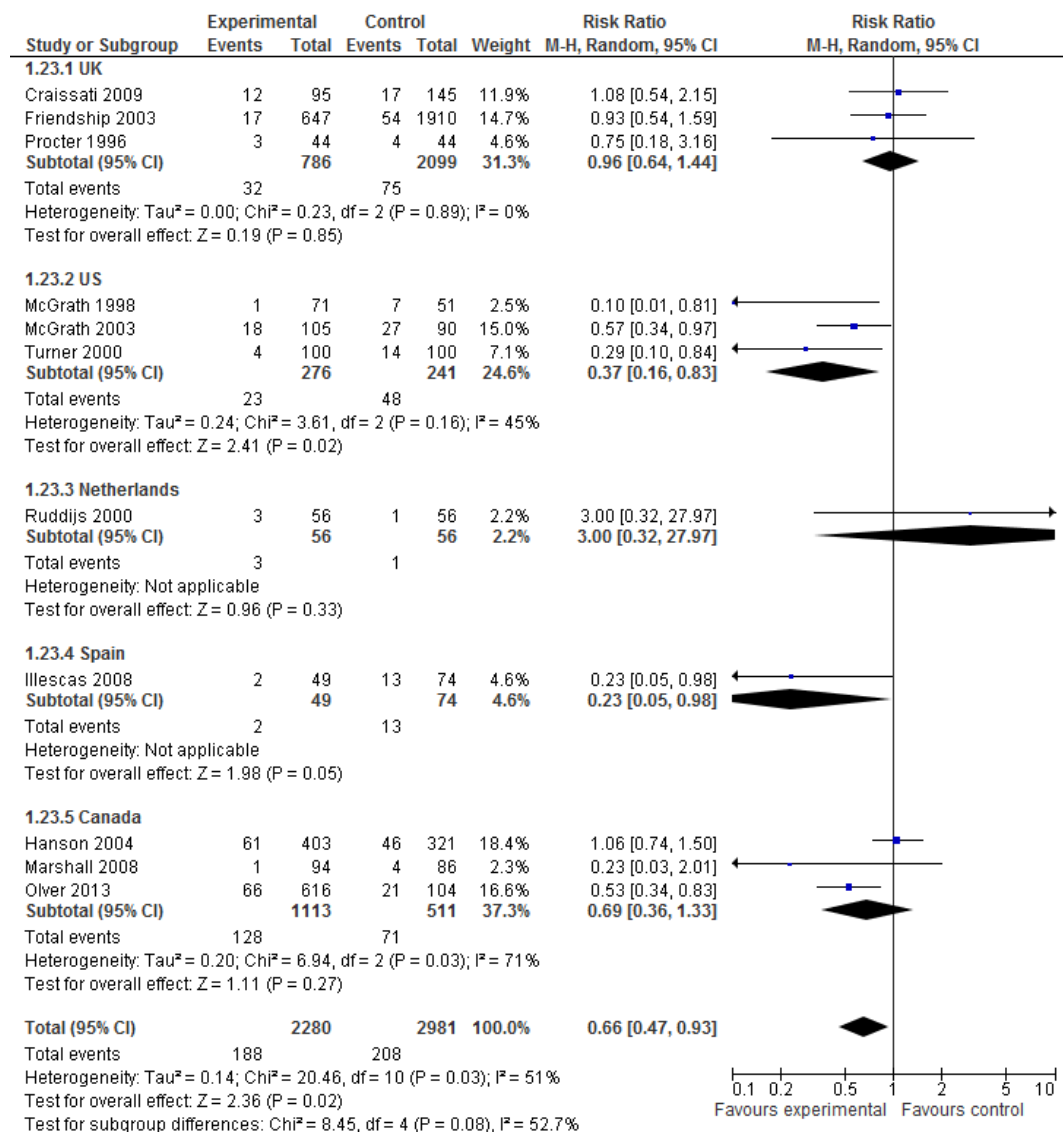 Experimental Control Risk Ratio Risk Ratio
Study or Subgroup Events Total Events Total Weight M-H, Random, 95% CI M-H, Random, 95% CI
1.23.1 UK
Craissati 2009 12 95 17 145 11.9% 1.08 [0.54, 2.15]
Friendship 2003 17 647 54 1910 14.7% 0.93 [0.54, 1.59]
Procter 1996 3 44 4 44 4.6% 0.75 [0.18, 3.16]
Subtotal (95% CI) 786 2099 31.3% 0.96 [0.64, 1.44]
Total events 32 75
Heterogeneity: Tau² = 0.00; Chi² = 0.23, df = 2 (P = 0.89); I² = 0%
Test for overall effect: Z = 0.19 (P = 0.85)
1.23.2 US
McGrath 1998 1 71 7 51 2.5% 0.10 [0.01, 0.81]
McGrath 2003 18 105 27 90 15.0% 0.57 [0.34, 0.97]
Turner 2000 4 100 14 100 7.1% 0.29 [0.10, 0.84]
Subtotal (95% CI) 276 241 24.6% 0.37 [0.16, 0.83]
Total events 23 48
Heterogeneity: Tau² = 0.24; Chi² = 3.61, df = 2 (P = 0.16); I² = 45%
Test for overall effect: Z = 2.41 (P = 0.02)
1.23.3 Netherlands
Ruddijs 2000 3 56 1 56 2.2% 3.00 [0.32, 27.97]
Subtotal (95% CI) 56 56 2.2% 3.00 [0.32, 27.97]
Total events 3 1
Heterogeneity: Not applicable
Test for overall effect: Z = 0.96 (P = 0.33)
1.23.4 Spain
Illescas 2008 2 49 13 74 4.6% 0.23 [0.05, 0.98]
Subtotal (95% CI) 49 74 4.6% 0.23 [0.05, 0.98]
Total events 2 13
Heterogeneity: Not applicable
Test for overall effect: Z = 1.98 (P = 0.05)
1.23.5 Canada
Hanson 2004 61 403 46 321 18.4% 1.06 [0.74, 1.50]
Marshall 2008 1 94 4 86 2.3% 0.23 [0.03, 2.01]
Olver 2013 66 616 21 104 16.6% 0.53 [0.34, 0.83]
Subtotal (95% CI) 1113 511 37.3% 0.69 [0.36, 1.33]
Total events 128 71
Heterogeneity: Tau² = 0.20; Chi² = 6.94, df = 2 (P = 0.03); I² = 71%
Test for overall effect: Z = 1.11 (P = 0.27)
Total (95% CI) 2280 2981 100.0% 0.66 [0.47, 0.93]
Total events 188 208
Heterogeneity: Tau² = 0.14; Chi² = 20.46, df = 10 (P = 0.03); I² = 51%
Test for overall effect: Z = 2.36 (P = 0.02)
Test for subgroup differences: Chi² = 8.45, df = 4 (P = 0.08), I² = 52.7%
0.1 0.2 0.5 1 2 5 10
Favours experimental Favours control